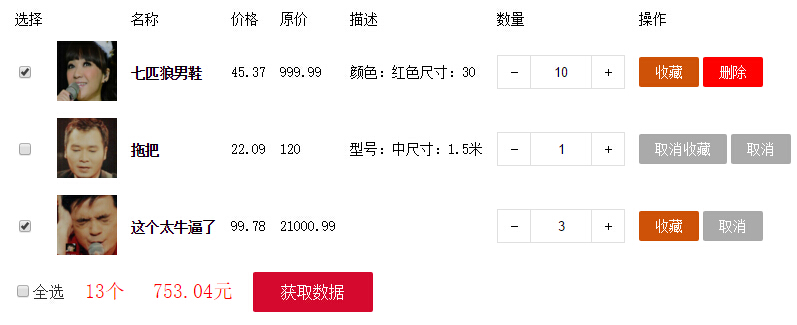 选择 名称 价格 原价 描述 数量 操作
七匹狼男鞋 45.37 999.99 颜色：红色尺寸：30 − 10 + 收藏 删除
拖把 22.09 120 型号：中尺寸：1.5米 − 1 + 取消收藏 取消
这个太牛逼了 99.78 21000.99 − 3 + 收藏 取消
全选 13个 753.04元 获取数据